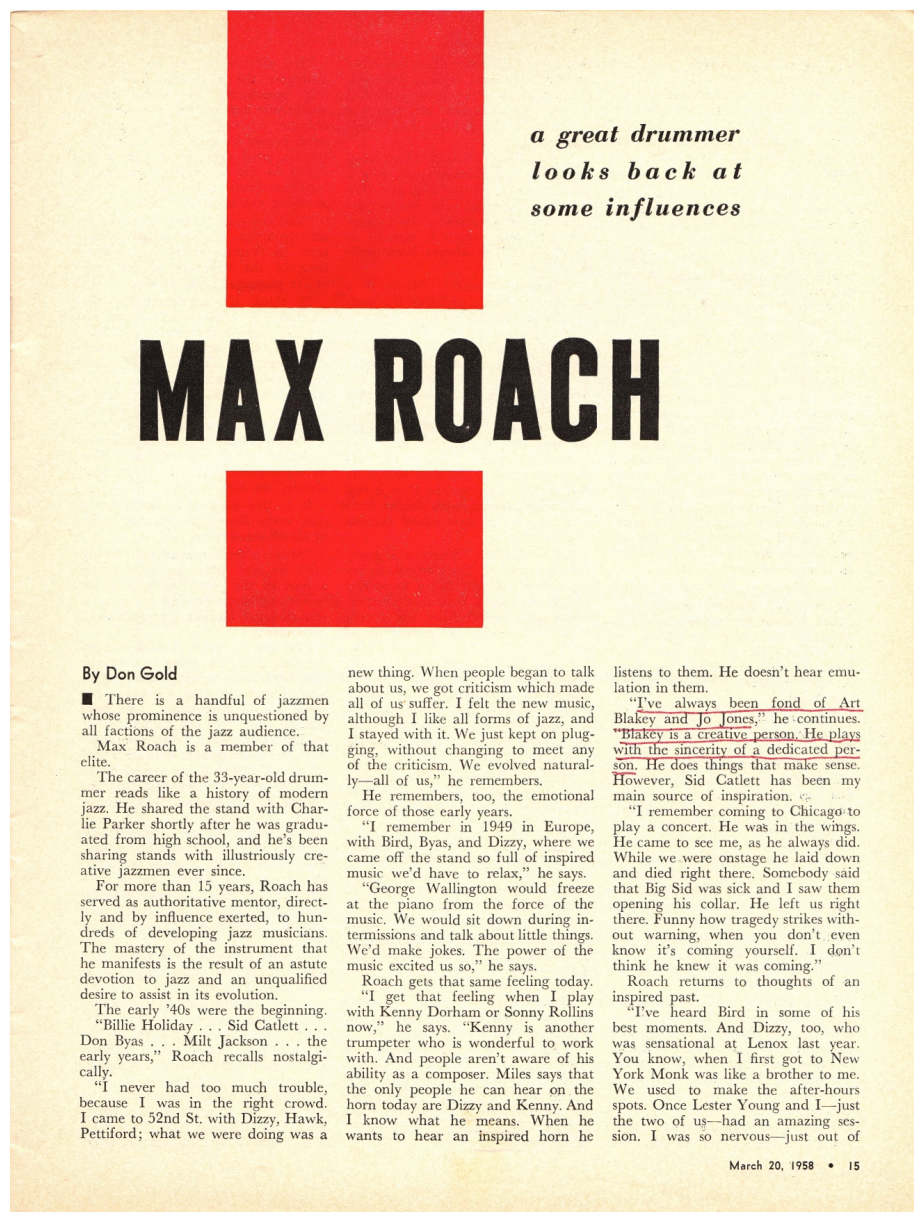 a great drummer
looks back at
some influences
MAX ROACH
By Don Gold
■ There is a handful of jazzmen
whose prominence is unquestioned by
all factions of the jazz audience.
Max Roach is a member of that
elite.
The career of the 33-year-old drum-
mer reads like a history of modern
jazz. He shared the stand with Char-
lie Parker shortly after he was gradu-
ated from high school, and he's been
sharing stands with illustriously cre-
ative jazzmen ever since.
For more than 15 years, Roach has
served as authoritative mentor, direct-
ly and by influence exerted, to hun-
dreds of developing jazz musicians.
The mastery of the instrument that
he manifests is the result of an astute
devotion to jazz and an unqualified
desire to assist in its evolution.
The early '40s were the beginning.
"Billie Holiday . . . Sid Catlett . . .
Don Byas . . . Milt Jackson . . . the
early years," Roach recalls nostalgi-
cally.
"I never had too much trouble,
because I was in the right crowd.
I came to 52nd St. with Dizzy, Hawk,
Pettiford; what we were doing was a
new thing. When people began to talk
about us, we got criticism which made
all of us suffer. I felt the new music,
although I like all forms of jazz, and
I stayed with it. We just kept on plug-
ging, without changing to meet any
of the criticism. We evolved natural-
ly—all of us," he remembers.
He remembers, too, the emotional
force of those early years.
"I remember in 1949 in Europe,
with Bird, Byas, and Dizzy, where we
came off the stand so full of inspired
music we'd have to relax," he says.
"George Wallington would freeze
at the piano from the force of the
music. We would sit down during in-
termissions and talk about little things.
We'd make jokes. The power of the
music excited us so," he says.
Roach gets that same feeling today.
"I get that feeling when I play
with Kenny Dorham or Sonny Rollins
now," he says. "Kenny is another
trumpeter who is wonderful to work
with. And people aren't aware of his
ability as a composer. Miles says that
the only people he can hear on the
horn today are Dizzy and Kenny. And
I know what he means. When he
wants to hear an inspired horn he
listens to them. He doesn't hear emu-
lation in them.
"I've always been fond of Art
Blakey and Jo Jones," he continues.
"Blakey is a creative person. He plays
with the sincerity of a dedicated per-
son. He does things that make sense.
However, Sid Catlett has been my
main source of inspiration.
"I remember coming to Chicago to
play a concert. He was in the wings.
He came to see me, as he always did.
While we were onstage he laid down
and died right there. Somebody said
that Big Sid was sick and I saw them
opening his collar. He left us right
there. Funny how tragedy strikes with-
out warning, when you don't even
know it's coming yourself. I don't
think he knew it was coming."
Roach returns to thoughts of an
inspired past.
"I've heard Bird in some of his
best moments. And Dizzy, too, who
was sensational at Lenox last year.
You know, when I first got to New
York Monk was like a brother to me.
We used to make the after-hours
spots. Once Lester Young and I—just
the two of us—had an amazing ses-
sion. I was so nervous—just out of
March 20, 1958 • 15